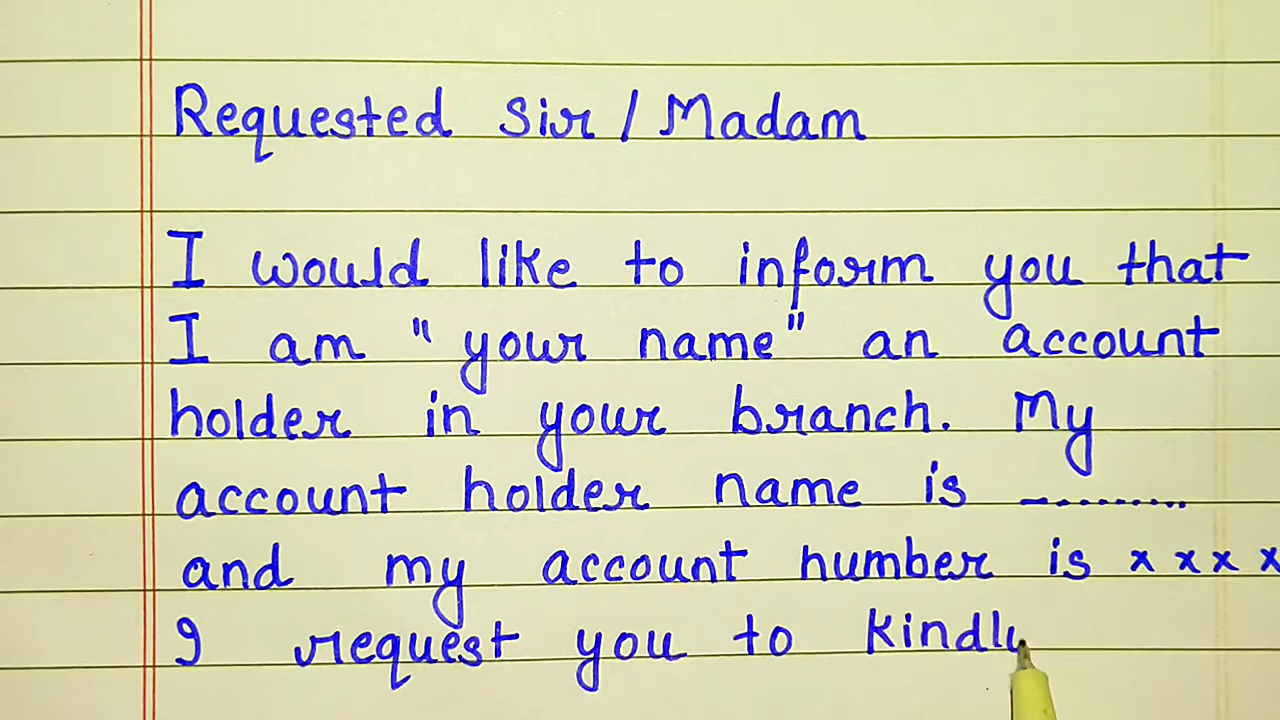 Requested Sir / Madam
I would like to inform you that
I am "your name" an account
holder in your branch. My
account holder name is ...........
and my account number is x x x x
I request you to kindly